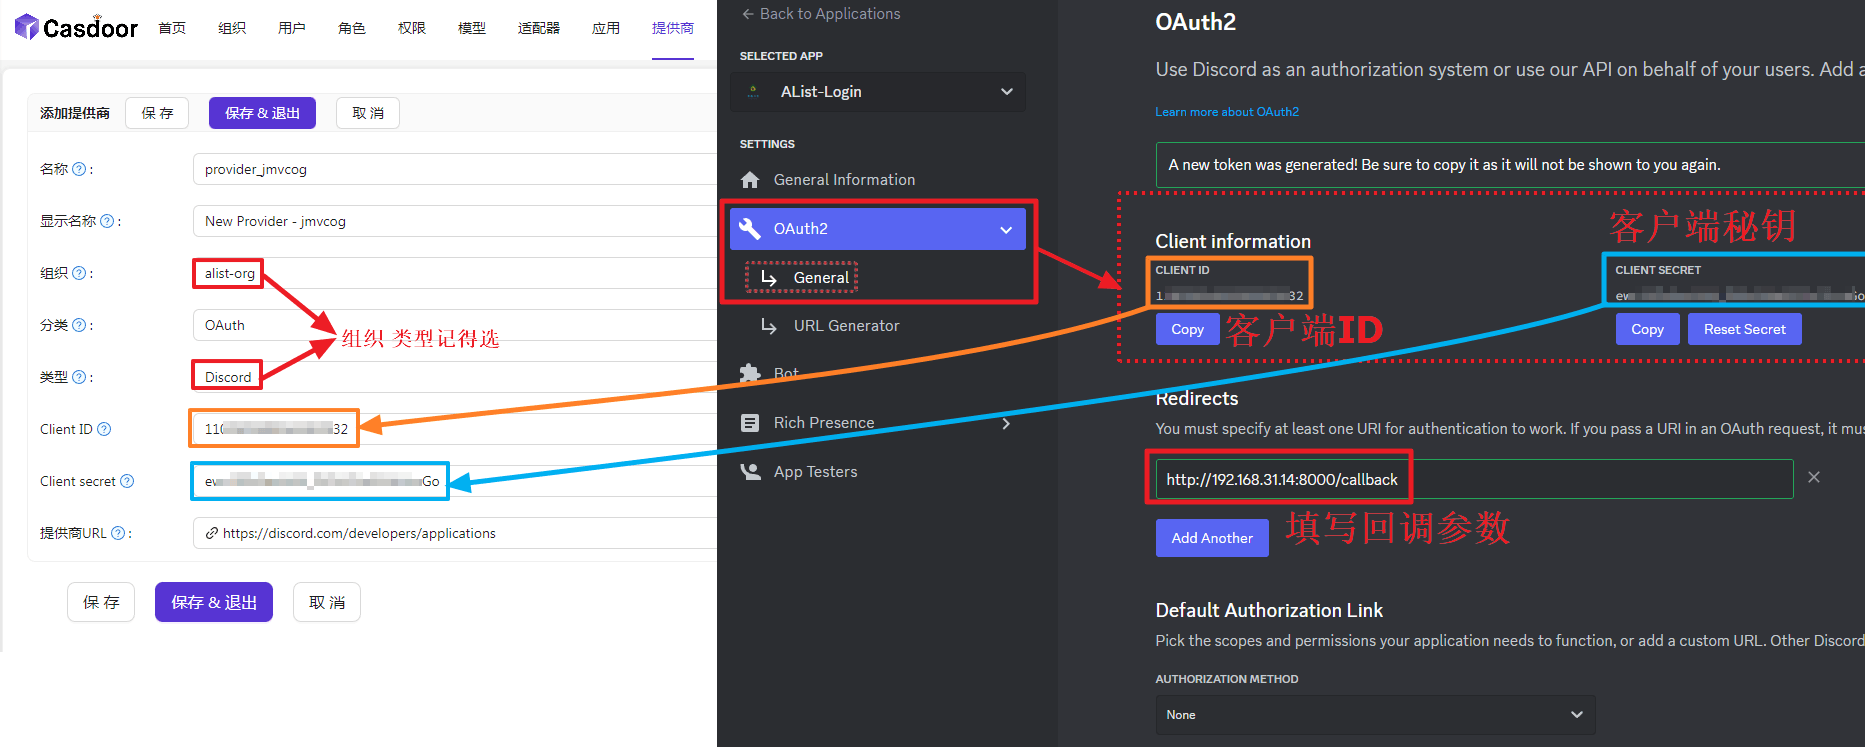 Casdoor 首页 组织 用户 角色 权限 模型 适配器 应用 提供商
添加提供商 保 存 保存 & 退出 取 消
名称 ? :
provider_jmvcog
显示名称 ? :
New Provider - jmvcog
组织 ? :
alist-org
分类 ? :
OAuth
组织 类型记得选
类型 ? :
Discord
Client ID ?
110 32
Client secret ?
Go
提供商URL ? :
https://discord.com/developers/applications
保 存 保存 & 退出 取 消
Back to Applications
SELECTED APP
AList-Login
SETTINGS
General Information
OAuth2
General
URL Generator
Bot
Rich Presence
App Testers
OAuth2
Use Discord as an authorization system or use our API on behalf of your users. Add a
Learn more about OAuth2
A new token was generated! Be sure to copy it as it will not be shown to you again.
客户端秘钥
Client information
CLIENT ID
1 32
Copy
客户端ID
CLIENT SECRET
Copy Reset Secret
Redirects
You must specify at least one URI for authentication to work. If you pass a URI in an OAuth request, it mus
http://192.168.31.14:8000/callback
Add Another
填写回调参数
Default Authorization Link
Pick the scopes and permissions your application needs to function, or add a custom URL. Other Discord
AUTHORIZATION METHOD
None